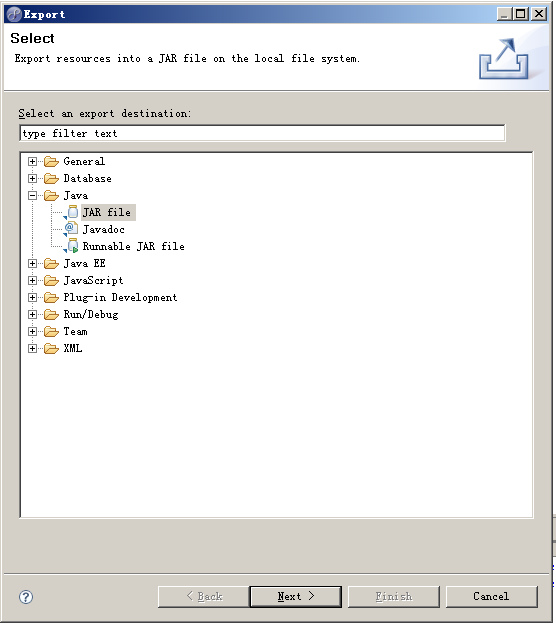 Export
Select
Export resources into a JAR file on the local file system.
Select an export destination:
type filter text
General
Database
Java
JAR file
Javadoc
Runnable JAR file
Java EE
JavaScript
Plug-in Development
Run/Debug
Team
XML
? < Back Next > Finish Cancel